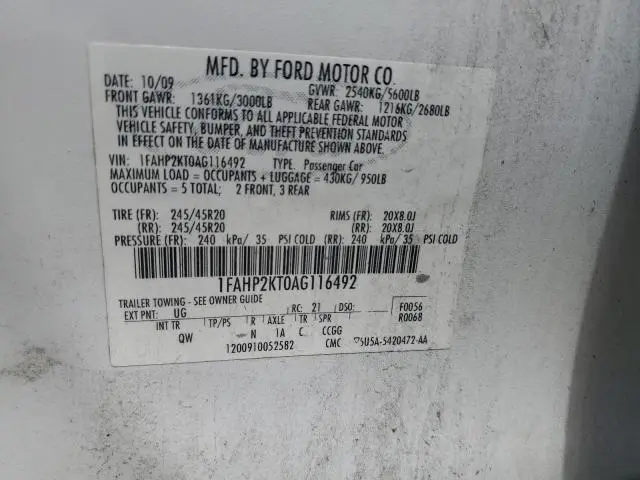 MFD. BY FORD MOTOR CO.
DATE: 10/09 GVWR: 2540KG/5600LB
FRONT GAWR: 1361KG/3000LB REAR GAWR: 1216KG/2680LB
THIS VEHICLE CONFORMS TO ALL APPLICABLE FEDERAL MOTOR
VEHICLE SAFETY, BUMPER, AND THEFT PREVENTION STANDARDS
IN EFFECT ON THE DATE OF MANUFACTURE SHOWN ABOVE.
VIN: 1FAHP2KT0AG116492 TYPE: Passenger Car
MAXIMUM LOAD = OCCUPANTS + LUGGAGE = 430KG/950LB
OCCUPANTS = 5 TOTAL; 2 FRONT, 3 REAR
TIRE (FR): 245/45R20 RIMS (FR): 20X8.0J
(RR): 245/45R20 (RR): 20X8.0J
PRESSURE (FR): 240 kPa/ 35 PSI COLD (RR): 240 kPa/ 35 PSI COLD
1FAHP2KT0AG116492
TRAILER TOWING - SEE OWNER GUIDE
EXT PNT: UG RC: 21 DSO: F0056
INT TR TP/PS R AXLE TR SPR R0068
QW N 1A C CCGG
1200910052582 CMC ▽5U5A-5420472-AA